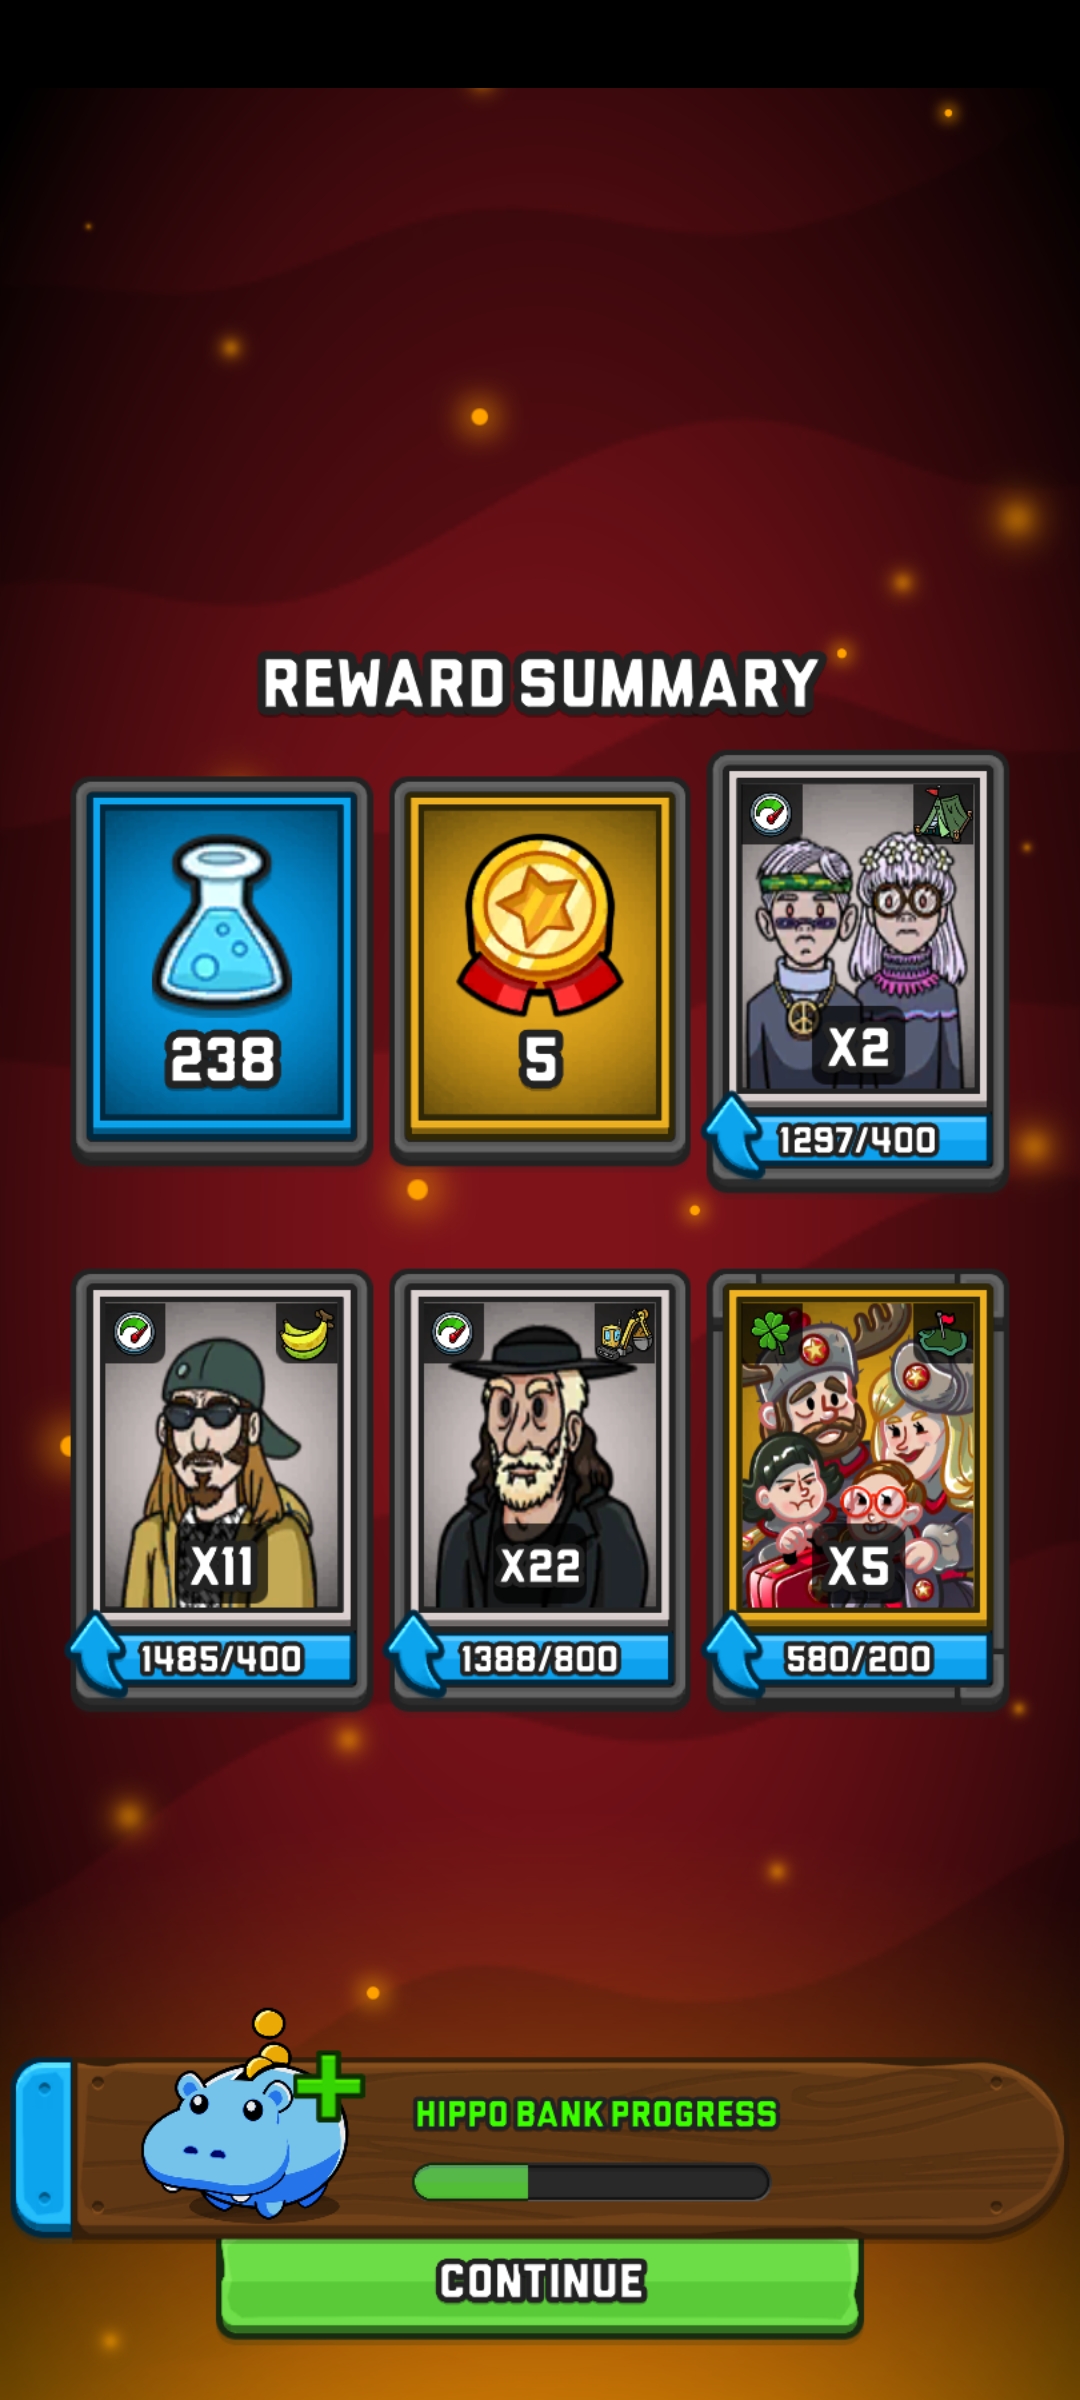 REWARD SUMMARY
238
5
X2
1297/400
X11
1485/400
X22
1388/800
X5
580/200
HIPPO BANK PROGRESS
CONTINUE